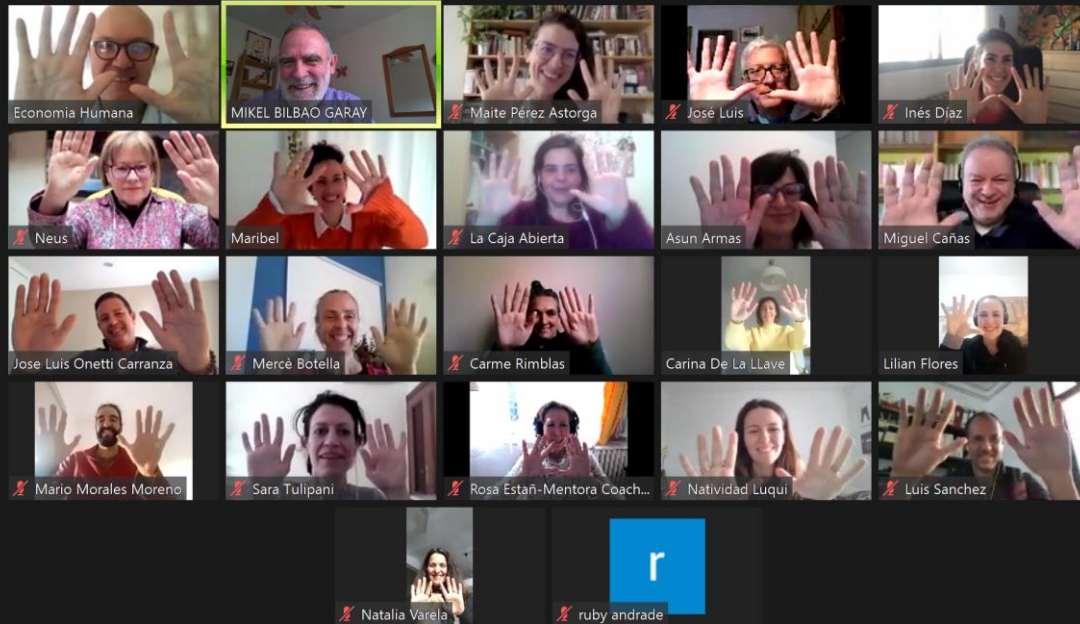 Economia Humana
MIKEL BILBAO GARAY
Maite Pérez Astorga
José Luis
Inés Díaz
Neus
Maribel
La Caja Abierta
Asun Armas
Miguel Cañas
Jose Luis Onetti Carranza
Mercè Botella
Carme Rimblas
Carina De La LLave
Lilian Flores
Mario Morales Moreno
Sara Tulipani
Rosa Estañ-Mentora Coach...
Natividad Luqui
Luis Sanchez
Natalia Varela
r
ruby andrade